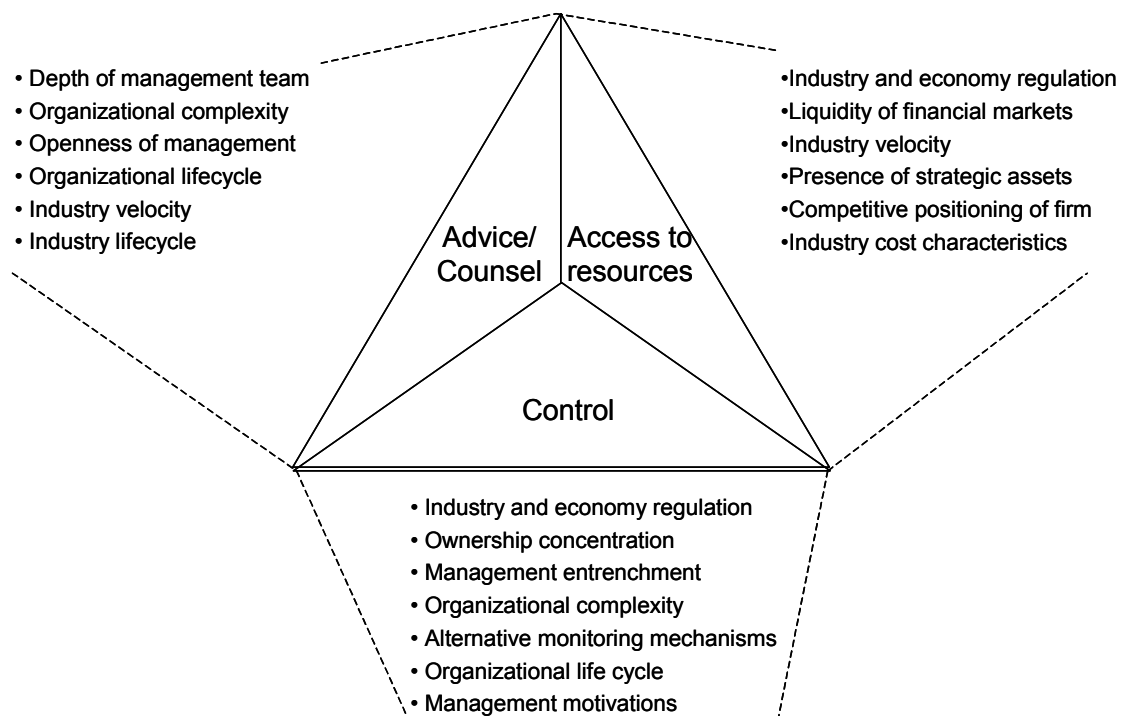 • Depth of management team
• Organizational complexity
• Openness of management
• Organizational lifecycle
• Industry velocity
• Industry lifecycle
•Industry and economy regulation
•Liquidity of financial markets
•Industry velocity
•Presence of strategic assets
•Competitive positioning of firm
•Industry cost characteristics
Advice/
Counsel
Access to
resources
Control
• Industry and economy regulation
• Ownership concentration
• Management entrenchment
• Organizational complexity
• Alternative monitoring mechanisms
• Organizational life cycle
• Management motivations